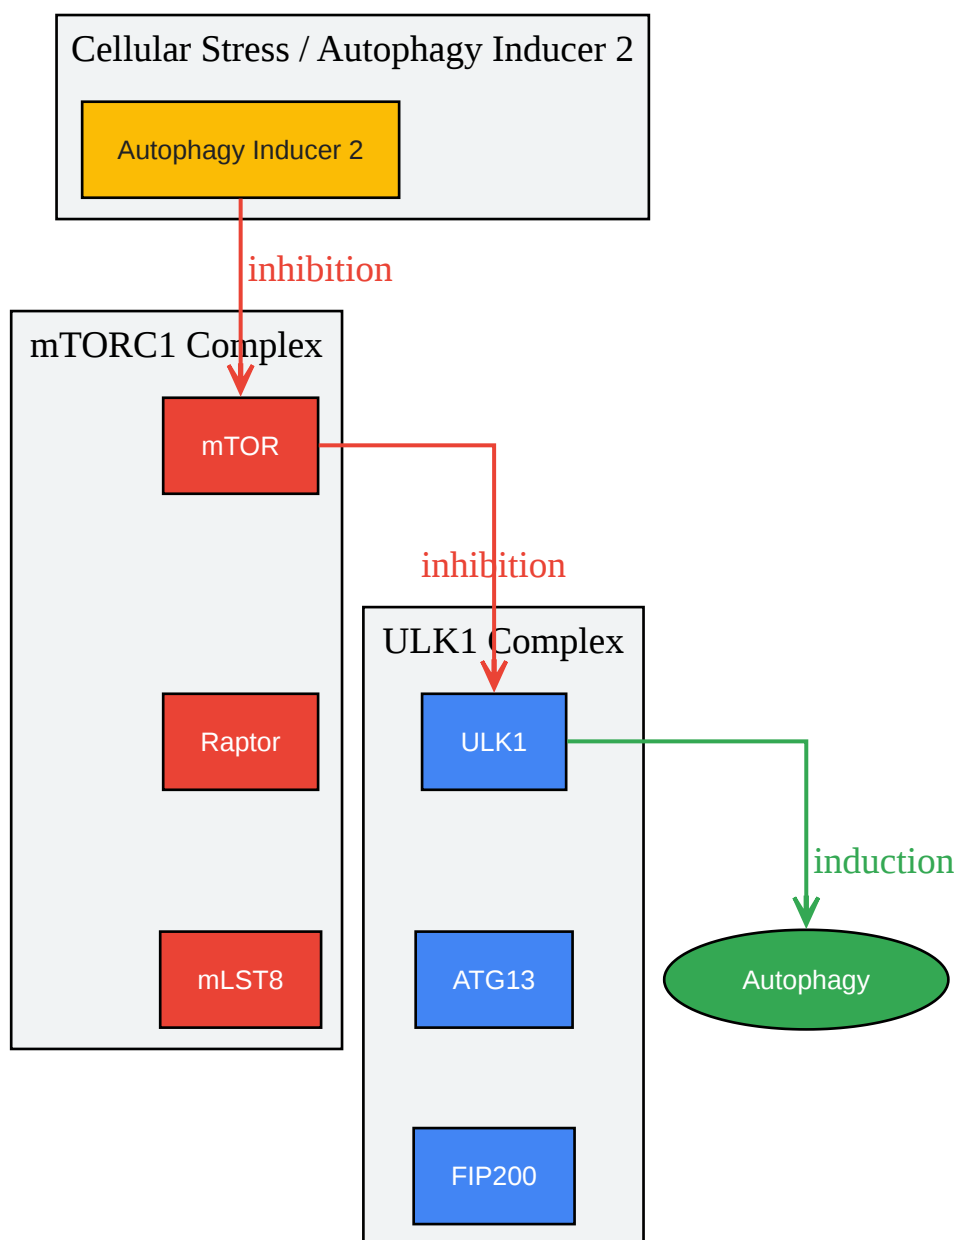 Cellular Stress / Autophagy Inducer 2
Autophagy Inducer 2
inhibition
mTORC1 Complex
mTOR
inhibition
ULK1 Complex
Raptor
ULK1
induction
mLST8
ATG13
Autophagy
FIP200